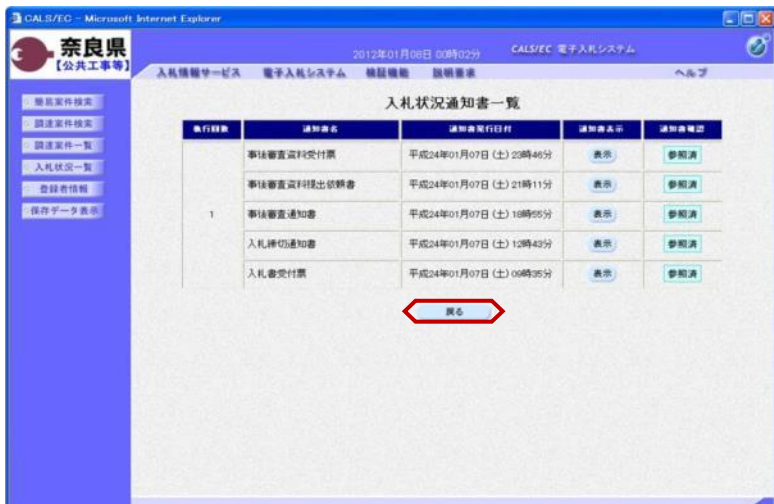 CALS/EC - Microsoft Internet Explorer
奈良県
【公共工事等】
2012年01月08日 00時02分
CALS/EC 電子入札システム
入札情報サービス 電子入札システム 検証機能 説明要求 ヘルプ
簡易案件検索
調達案件検索
調達案件一覧
入札状況一覧
登録者情報
保存データ表示
入札状況通知書一覧
執行回数 通知書名 通知書発行日付 通知書表示 通知書確認
事後審査資料受付票 平成24年01月07日 (土) 23時46分 表示 参照済
事後審査資料提出依頼書 平成24年01月07日 (土) 21時11分 表示 参照済
1 事後審査通知書 平成24年01月07日 (土) 18時55分 表示 参照済
入札締切通知書 平成24年01月07日 (土) 12時43分 表示 参照済
入札書受付票 平成24年01月07日 (土) 09時35分 表示 参照済
戻る